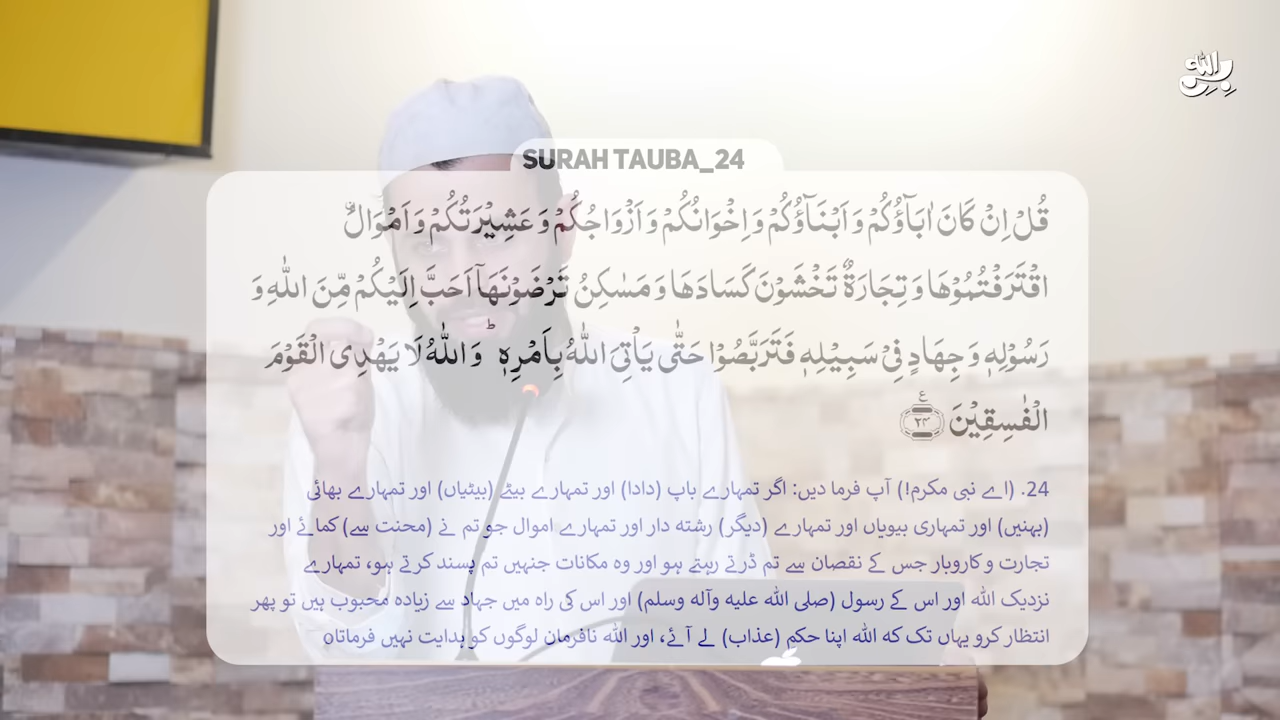 بسم الله
SURAH TAUBA_24
قُلْ اِنْ كَانَ اٰبَآؤُكُمْ وَ اَبْنَآؤُكُمْ وَ اِخْوَانُكُمْ وَ اَزْوَاجُكُمْ وَ عَشِیْرَتُكُمْ وَ اَمْوَالُ
اقْتَرَفْتُمُوْهَا وَ تِجَارَةٌ تَخْشَوْنَ كَسَادَهَا وَ مَسٰكِنُ تَرْضَوْنَهَاۤ اَحَبَّ اِلَیْكُمْ مِّنَ اللّٰهِ وَ
رَسُوْلِهٖ وَ جِهَادٍ فِیْ سَبِیْلِهٖ فَتَرَبَّصُوْا حَتّٰی یَاْتِیَ اللّٰهُ بِاَمْرِهٖ ؕ وَ اللّٰهُ لَا یَهْدِی الْقَوْمَ
الْفٰسِقِیْنَ ۲۴ ع
24. (اے نبی مکرم!) آپ فرما دیں: اگر تمہارے باپ (دادا) اور تمہارے بیٹے (بیٹیاں) اور تمہارے بھائی
(بہنیں) اور تمہاری بیویاں اور تمہارے (دیگر) رشتہ دار اور تمہارے اموال جو تم نے (محنت سے) کمائے اور
تجارت و کاروبار جس کے نقصان سے تم ڈرتے رہتے ہو اور وہ مکانات جنہیں تم پسند کرتے ہو، تمہارے
نزدیک اللہ اور اس کے رسول (صلی اللہ علیہ وآلہ وسلم) اور اس کی راہ میں جہاد سے زیادہ محبوب ہیں تو پھر
انتظار کرو یہاں تک کہ اللہ اپنا حکم (عذاب) لے آئے، اور اللہ نافرمان لوگوں کو ہدایت نہیں فرماتاo